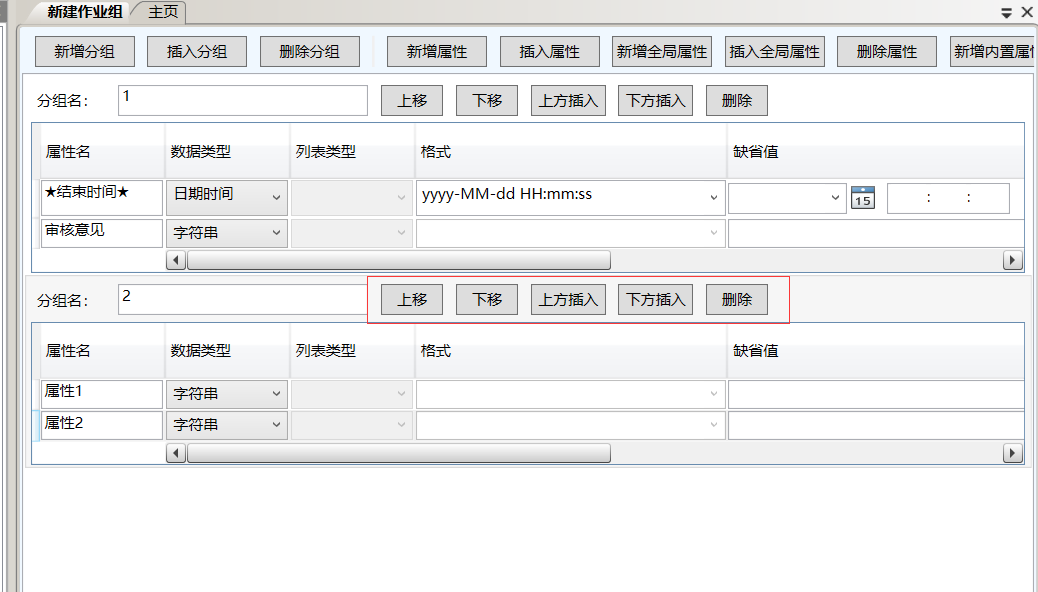 新建作业组 主页
新增分组 插入分组 删除分组 新增属性 插入属性 新增全局属性 插入全局属性 删除属性 新增内置属
分组名： 1 上移 下移 上方插入 下方插入 删除
属性名 数据类型 列表类型 格式 缺省值
★结束时间★ 日期时间 yyyy-MM-dd HH:mm:ss 15 : :
审核意见 字符串
分组名： 2 上移 下移 上方插入 下方插入 删除
属性名 数据类型 列表类型 格式 缺省值
属性1 字符串
属性2 字符串